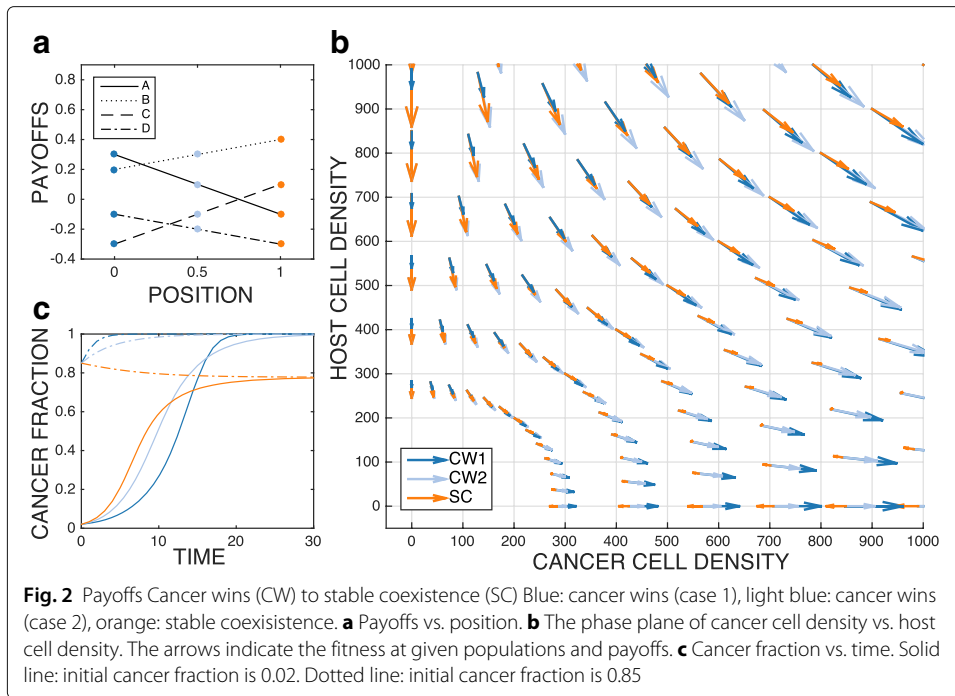 a
PAYOFFS
0.8
0.6
0.4
0.2
0
-0.2
-0.4
A
B
C
D
0
0.5
1
POSITION
b
HOST CELL DENSITY
1000
900
800
700
600
500
400
300
200
100
0
CW1
CW2
SC
0
100
200
300
400
500
600
700
800
900
1000
CANCER CELL DENSITY
c
CANCER FRACTION
1
0.8
0.6
0.4
0.2
0
0
10
20
30
TIME
Fig. 2 Payoffs Cancer wins (CW) to stable coexistence (SC) Blue: cancer wins (case 1), light blue: cancer wins
(case 2), orange: stable coexisistence. a Payoffs vs. position. b The phase plane of cancer cell density vs. host
cell density. The arrows indicate the fitness at given populations and payoffs. c Cancer fraction vs. time. Solid
line: initial cancer fraction is 0.02. Dotted line: initial cancer fraction is 0.85